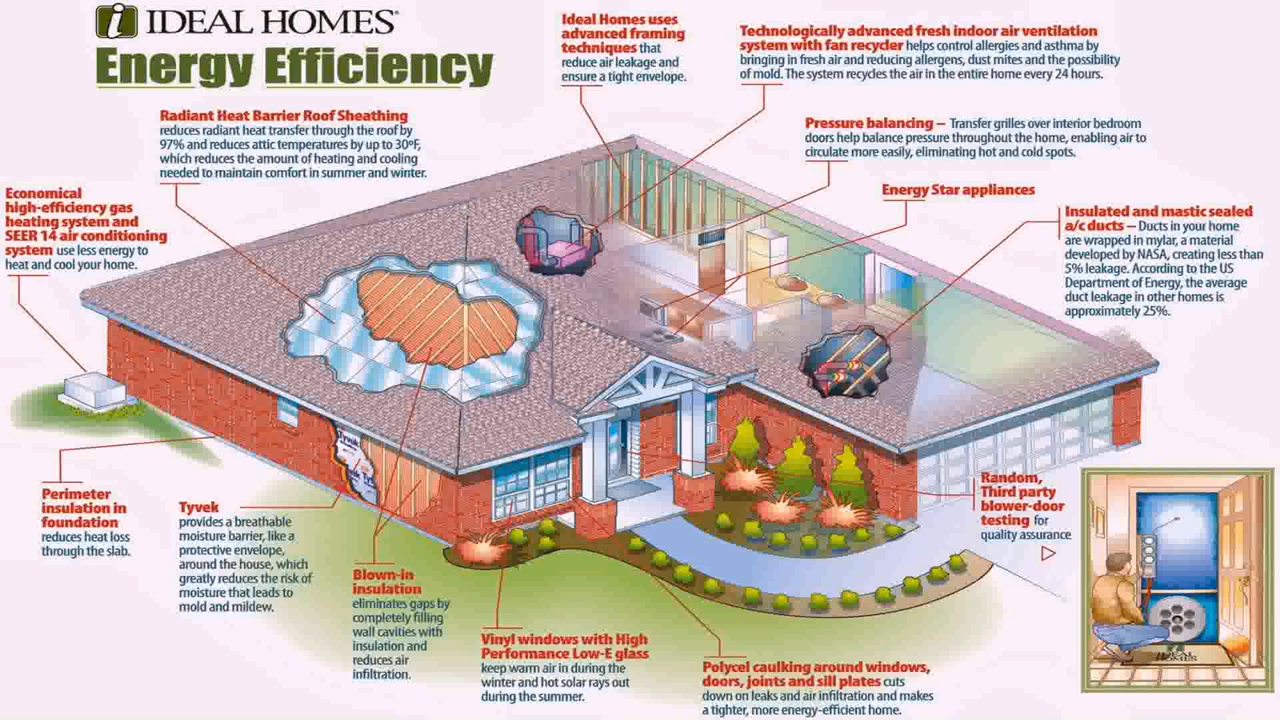 i IDEAL HOMES®
Energy Efficiency
Ideal Homes uses
advanced framing
techniques that
reduce air leakage and
ensure a tight envelope.
Technologically advanced fresh indoor air ventilation
system with fan recycler helps control allergies and asthma by
bringing in fresh air and reducing allergens, dust mites and the possibility
of mold. The system recycles the air in the entire home every 24 hours.
Radiant Heat Barrier Roof Sheathing
reduces radiant heat transfer through the roof by
97% and reduces attic temperatures by up to 30ºF,
which reduces the amount of heating and cooling
needed to maintain comfort in summer and winter.
Pressure balancing – Transfer grilles over interior bedroom
doors help balance pressure throughout the home, enabling air to
circulate more easily, eliminating hot and cold spots.
Energy Star appliances
Economical
high-efficiency gas
heating system and
SEER 14 air conditioning
system use less energy to
heat and cool your home.
Insulated and mastic sealed
a/c ducts – Ducts in your home
are wrapped in mylar, a material
developed by NASA, creating less than
5% leakage. According to the US
Department of Energy, the average
duct leakage in other homes is
approximately 25%.
Tyvek
Perimeter
insulation in
foundation
reduces heat loss
through the slab.
Tyvek
provides a breathable
moisture barrier, like a
protective envelope,
around the house, which
greatly reduces the risk of
moisture that leads to
mold and mildew.
Blown-in
insulation
eliminates gaps by
completely filling
wall cavities with
insulation and
reduces air
infiltration.
Vinyl windows with High
Performance Low-E glass
keep warm air in during the
winter and hot solar rays out
during the summer.
Polycel caulking around windows,
doors, joints and sill plates cuts
down on leaks and air infiltration and makes
a tighter, more energy-efficient home.
Random,
Third party
blower-door
testing for
quality assurance
HOMES